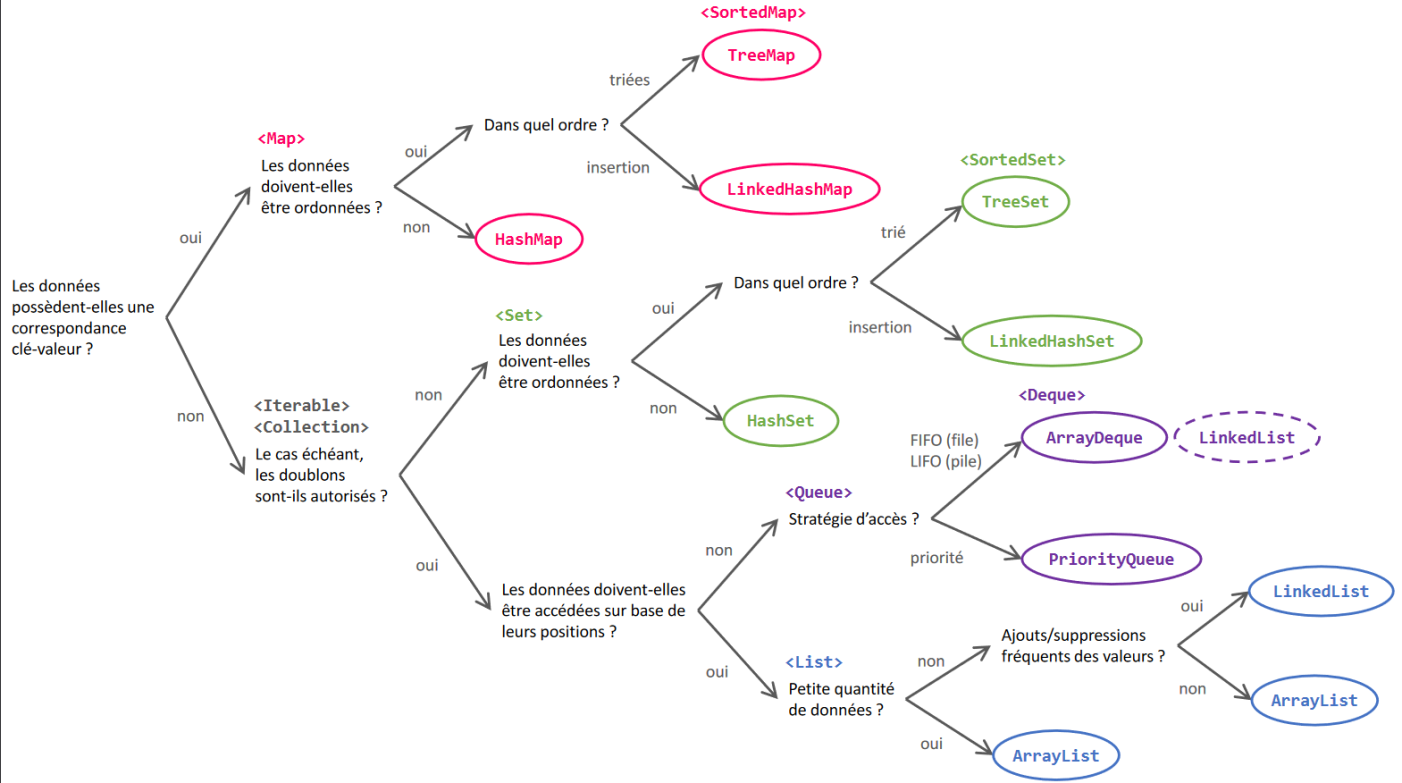 <SortedMap>
TreeMap
triées
Dans quel ordre ?
<Map>
Les données
doivent-elles
être ordonnées ?
oui
insertion
LinkedHashMap
non
HashMap
<SortedSet>
TreeSet
oui
trié
Dans quel ordre ?
Les données
possèdent-elles une
correspondance
clé-valeur ?
<Set>
Les données
doivent-elles
être ordonnées ?
oui
insertion
LinkedHashSet
non
HashSet
non
non
<Iterable>
<Collection>
Le cas échéant,
les doublons
sont-ils autorisés ?
<Deque>
ArrayDeque
LinkedList
FIFO (file)
LIFO (pile)
<Queue>
Stratégie d’accès ?
non
priorité
PriorityQueue
oui
Les données doivent-elles
être accédées sur base de
leurs positions ?
LinkedList
oui
Ajouts/suppressions
fréquents des valeurs ?
<List>
Petite quantité
de données ?
non
oui
non
ArrayList
oui
ArrayList